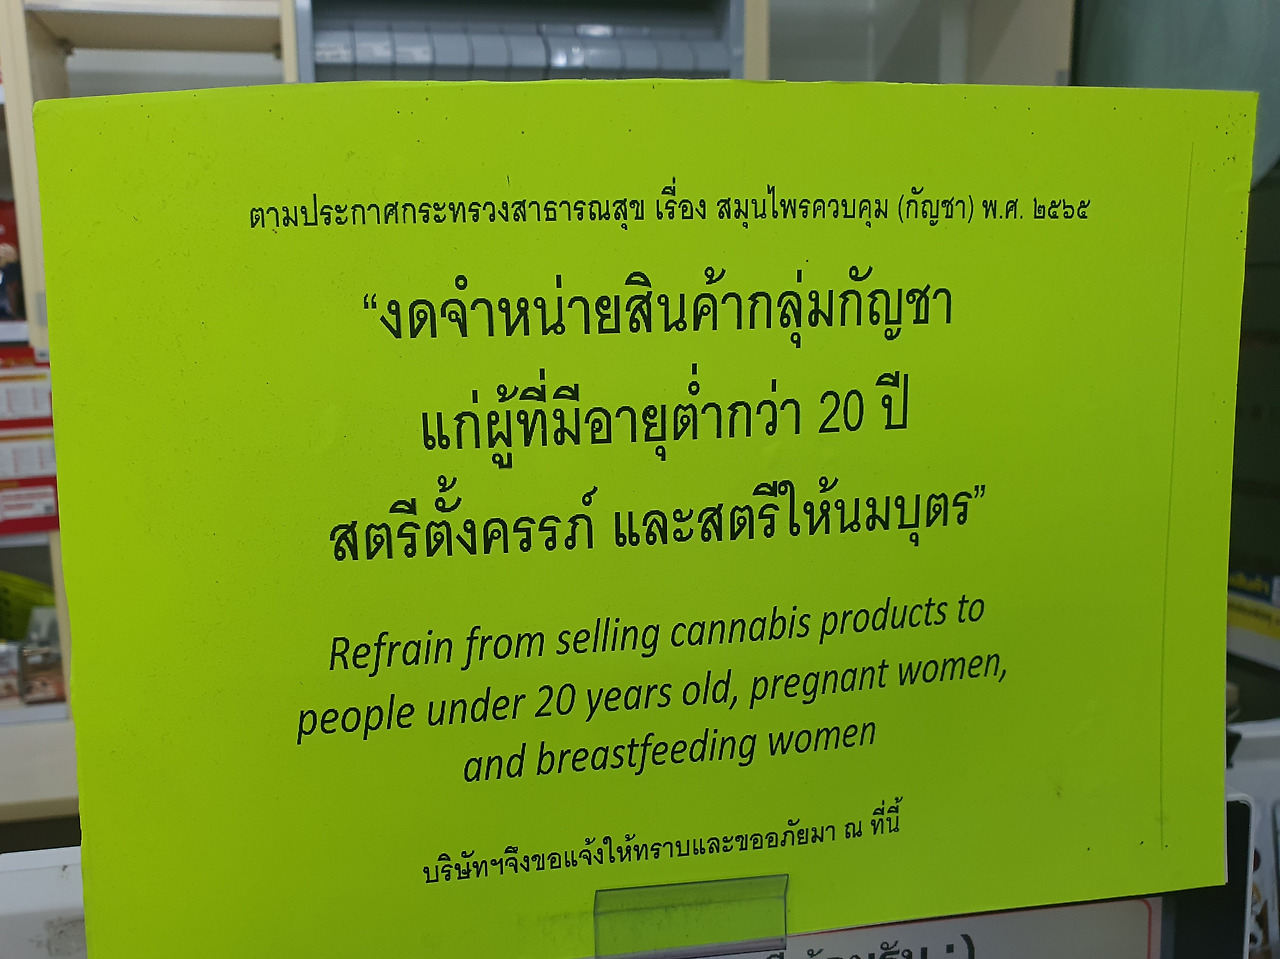 ตามประกาศกระทรวงสาธารณสุข เรื่อง สมุนไพรควบคุม (กัญชา) พ.ศ. ๒๕๖๕
“งดจำหน่ายสินค้ากลุ่มกัญชา
แก่ผู้ที่มีอายุต่ำกว่า 20 ปี
สตรีตั้งครรภ์ และสตรีให้นมบุตร”
Refrain from selling cannabis products to
people under 20 years old, pregnant women,
and breastfeeding women
บริษัทฯจึงขอแจ้งให้ทราบและขออภัยมา ณ ที่นี้